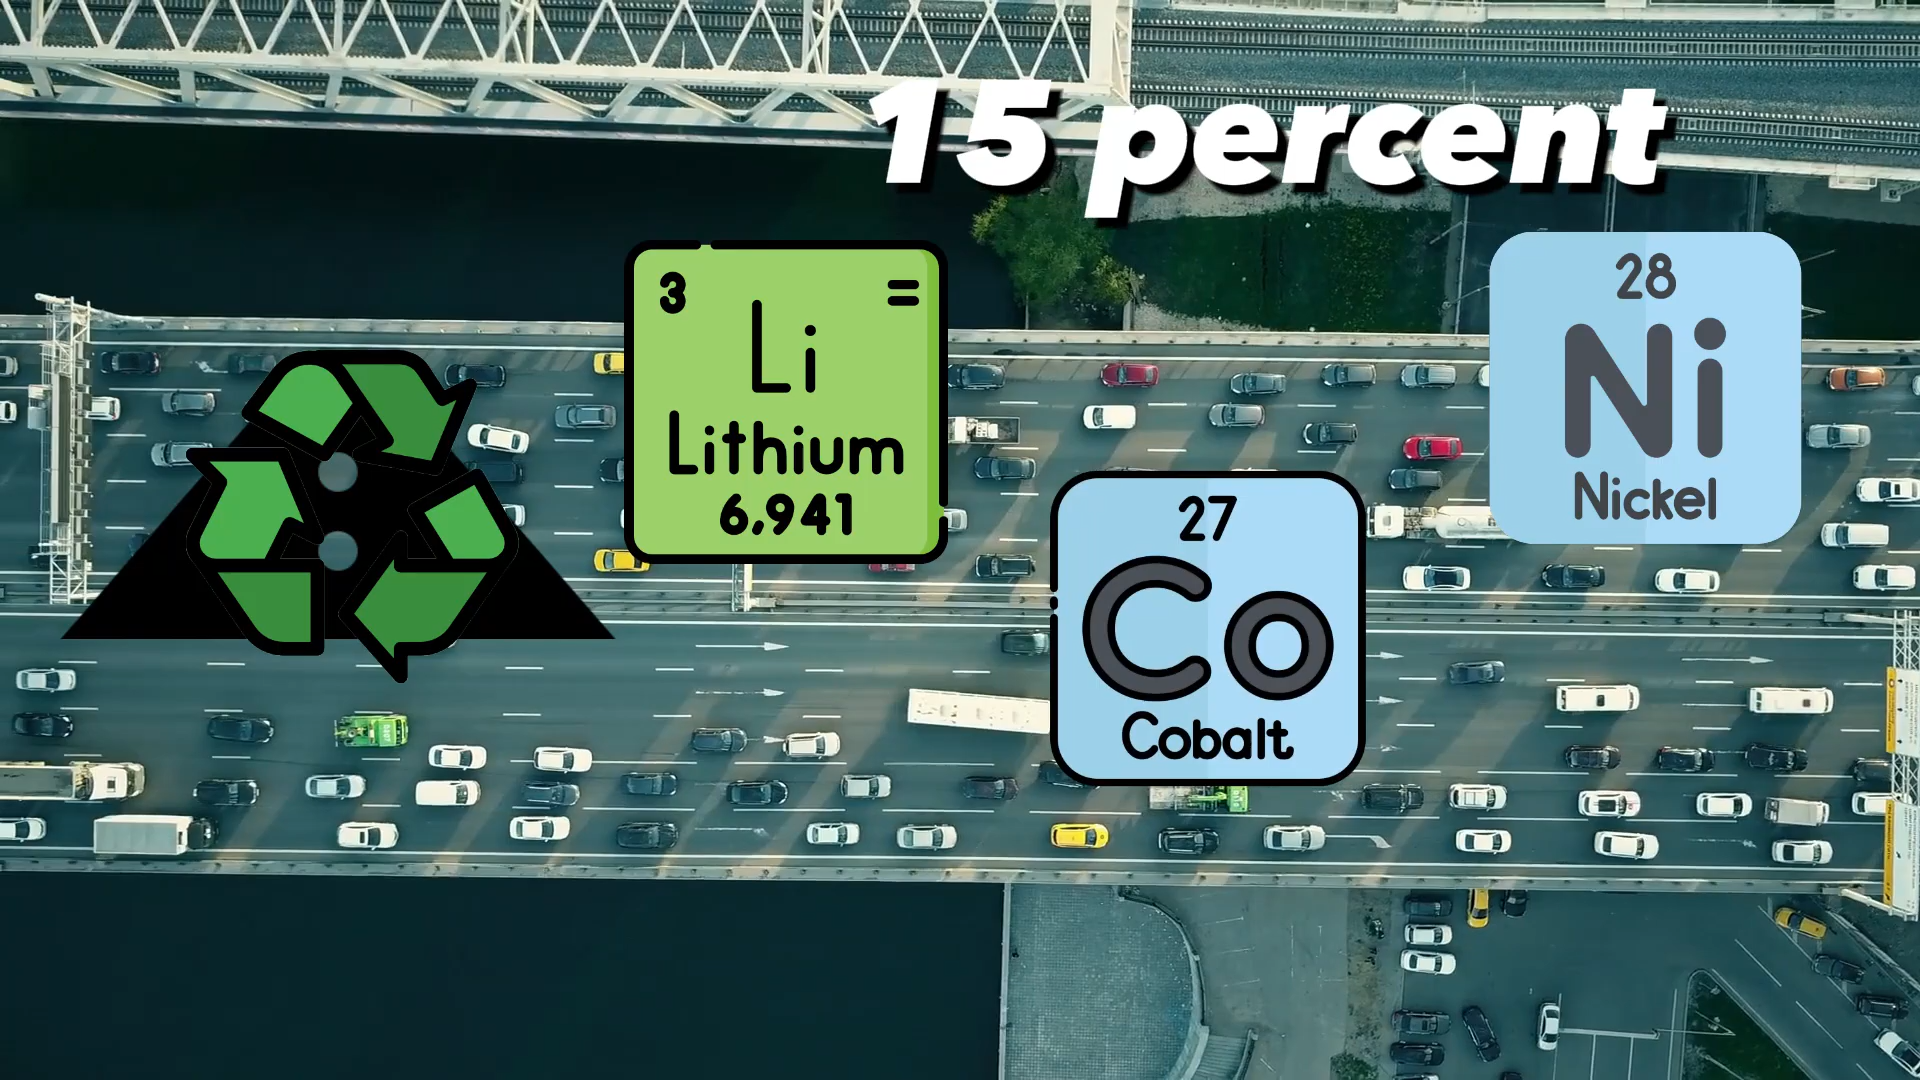 15 percent
3 =
Li
Lithium
6,941
27
Co
Cobalt
28
Ni
Nickel